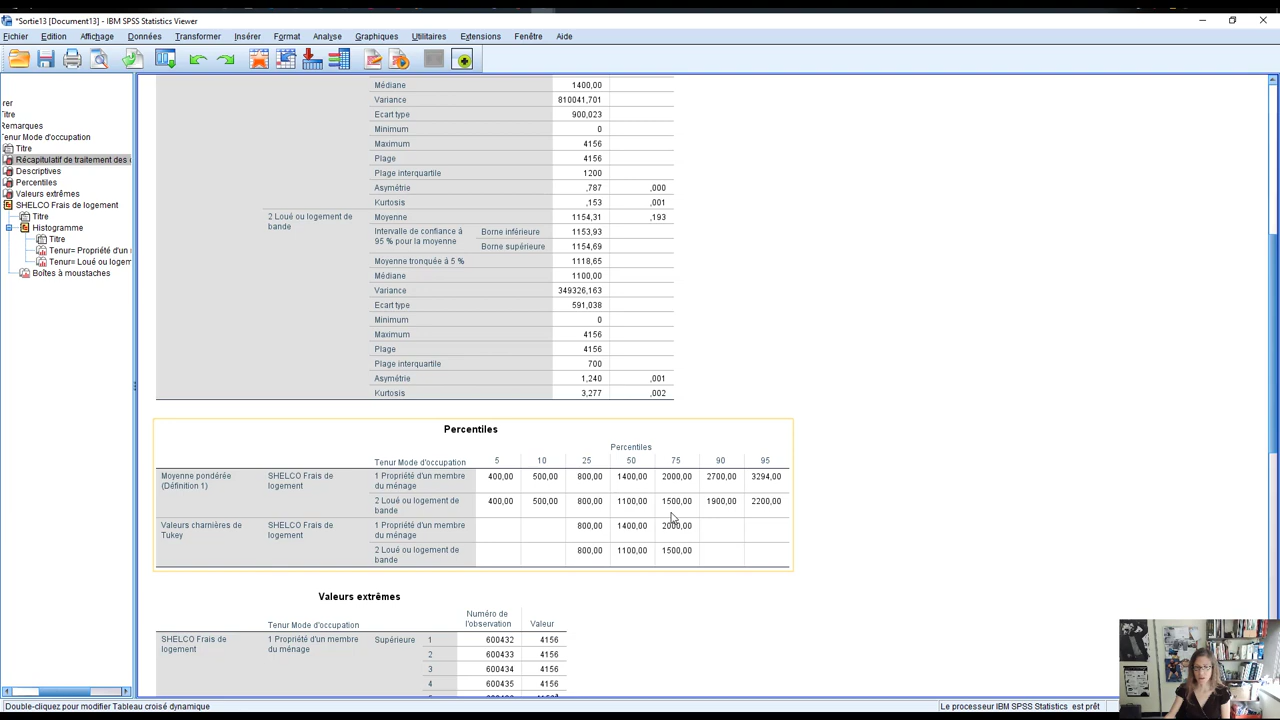 *Sortie13 [Document13] - IBM SPSS Statistics Viewer
Fichier Edition Affichage Données Transformer Insérer Format Analyse Graphiques Utilitaires Extensions Fenêtre Aide
rer
Titre
Remarques
Tenur Mode d'occupation
Titre
Récapitulatif de traitement des
Descriptives
Percentiles
Valeurs extrêmes
SHELCO Frais de logement
Titre
Histogramme
Titre
Tenur= Propriété d'un
Tenur= Loué ou logem
Boîtes à moustaches
Médiane 1400,00
Variance 810041,701
Ecart type 900,023
Minimum 0
Maximum 4156
Plage 4156
Plage interquartile 1200
Asymétrie ,787 ,000
Kurtosis ,153 ,001
2 Loué ou logement de bande Moyenne 1154,31 ,193
Intervalle de confiance à 95 % pour la moyenne Borne inférieure 1153,93
Borne supérieure 1154,69
Moyenne tronquée à 5 % 1118,65
Médiane 1100,00
Variance 349326,163
Ecart type 591,038
Minimum 0
Maximum 4156
Plage 4156
Plage interquartile 700
Asymétrie 1,240 ,001
Kurtosis 3,277 ,002
Percentiles
Percentiles
Tenur Mode d'occupation 5 10 25 50 75 90 95
Moyenne pondérée (Définition 1) SHELCO Frais de logement 1 Propriété d'un membre du ménage 400,00 500,00 800,00 1400,00 2000,00 2700,00 3294,00
2 Loué ou logement de bande 400,00 500,00 800,00 1100,00 1500,00 1900,00 2200,00
Valeurs charnières de Tukey SHELCO Frais de logement 1 Propriété d'un membre du ménage 800,00 1400,00 2000,00
2 Loué ou logement de bande 800,00 1100,00 1500,00
Valeurs extrêmes
Tenur Mode d'occupation Numéro de l'observation Valeur
SHELCO Frais de logement 1 Propriété d'un membre du ménage Supérieure 1 600432 4156
2 600433 4156
3 600434 4156
4 600435 4156
Double-cliquez pour modifier Tableau croisé dynamique
Le processeur IBM SPSS Statistics est prêt